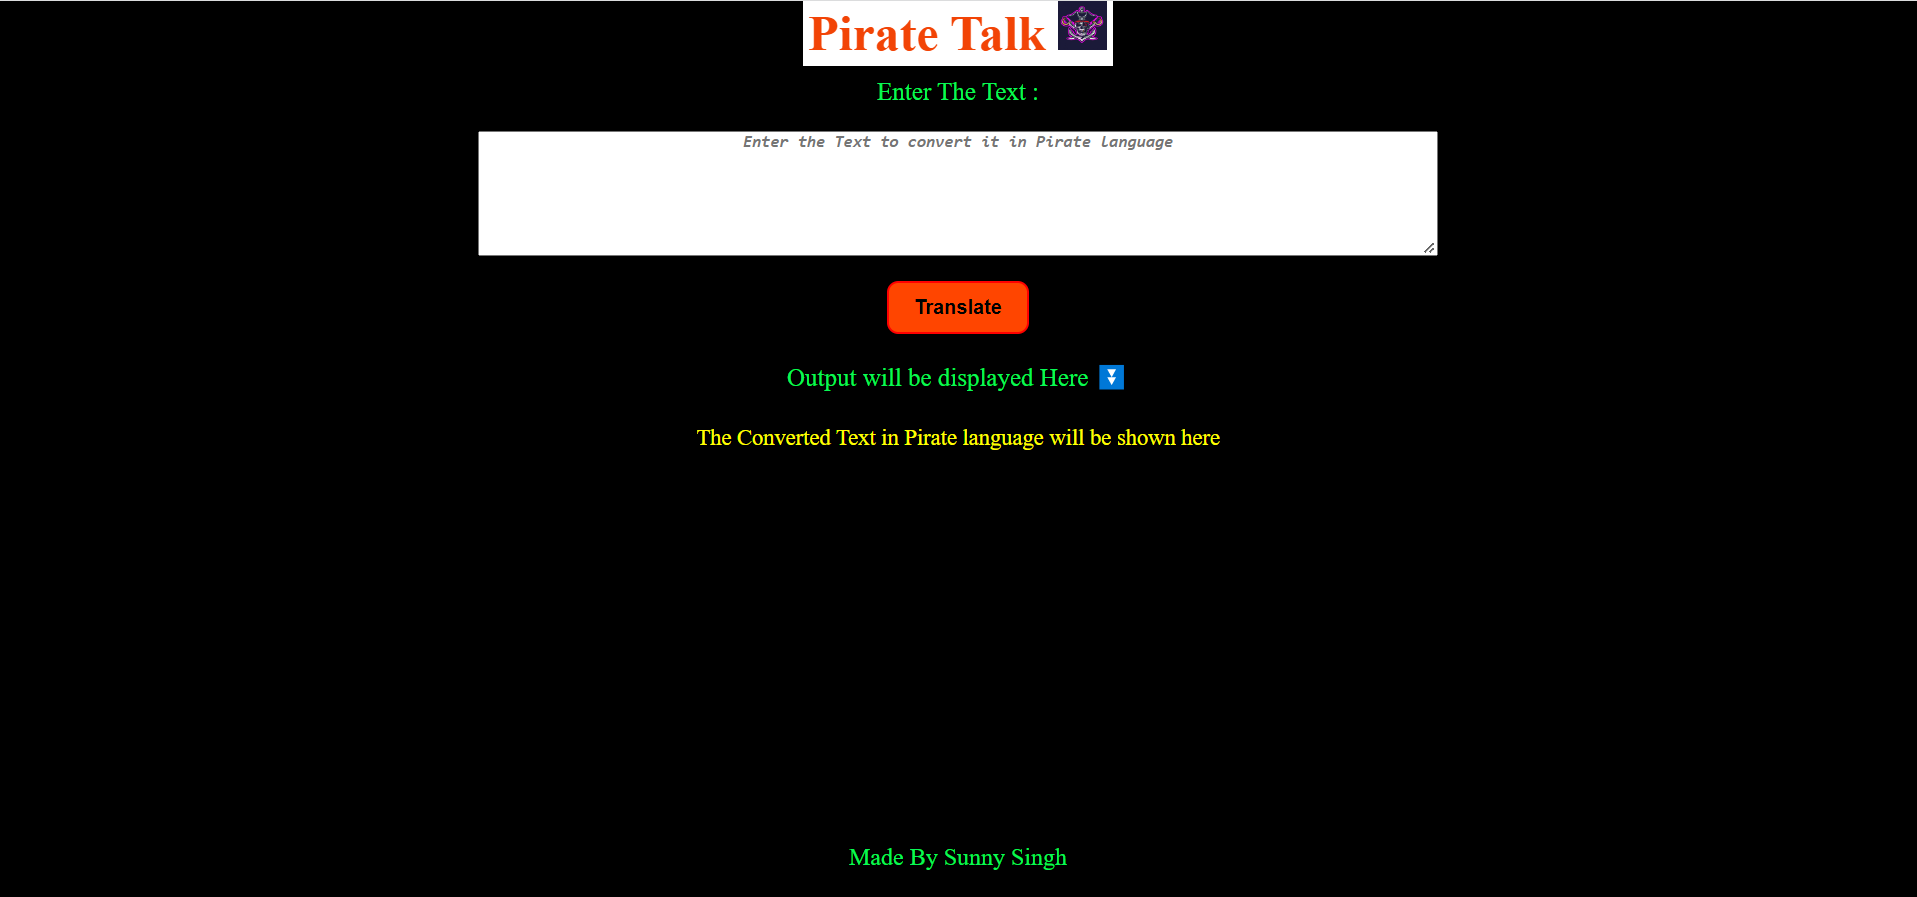 Pirate Talk
Enter The Text :
Enter the Text to convert it in Pirate language
Translate
Output will be displayed Here ⏬
The Converted Text in Pirate language will be shown here
Made By Sunny Singh